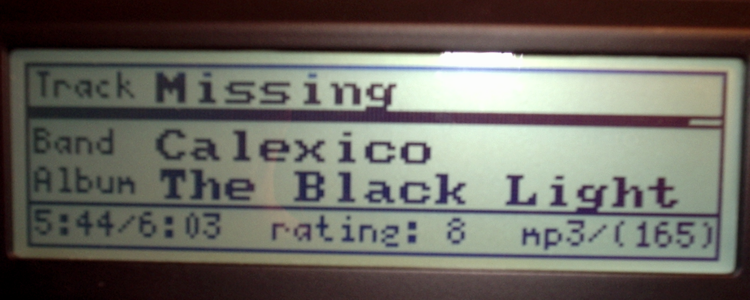 Track Missing
Band Calexico
Album The Black Light
5:44/6:03 rating: 8 mp3/(165)